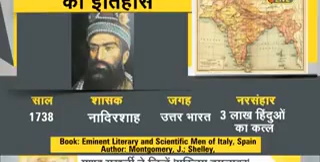 का इतिहास
साल शासक जगह नरसंहार
1738 नादिरशाह उत्तर भारत 3 लाख हिंदुओं
का कत्ल
Book: Eminent Literary and Scientific Men of Italy, Spain
Author: Montgomery, J.; Shelley,